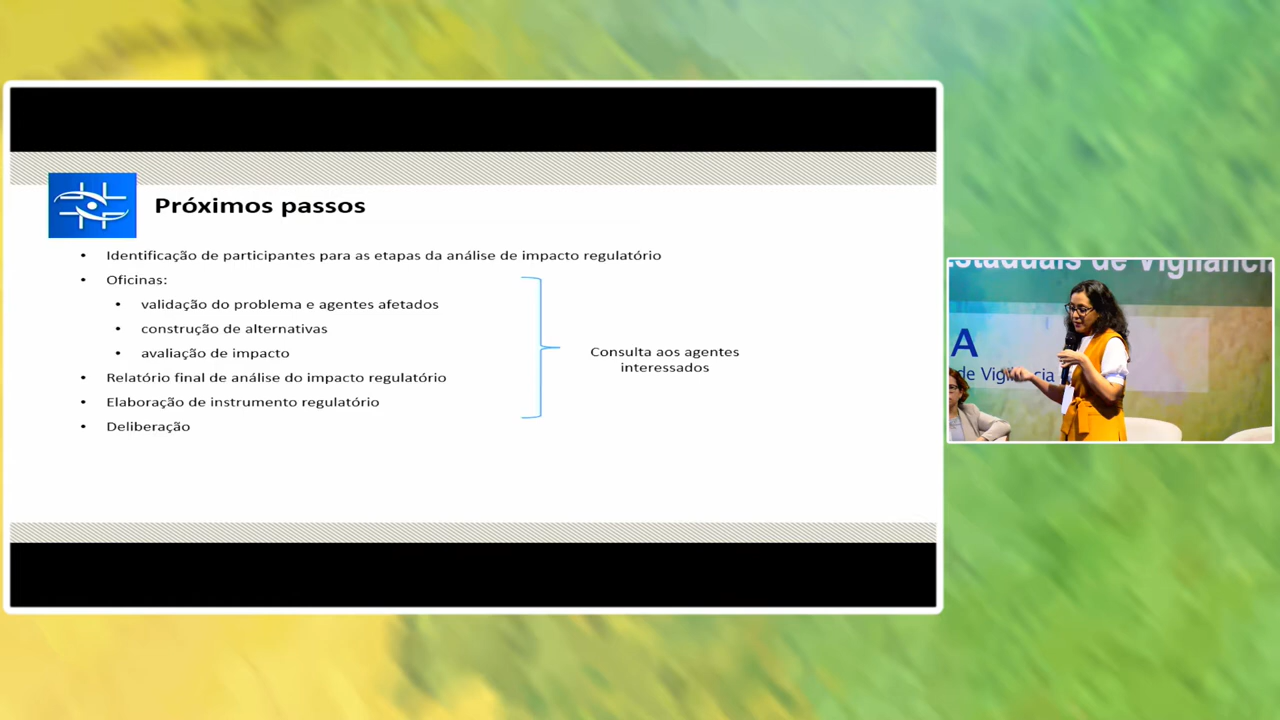 Próximos passos
• Identificação de participantes para as etapas da análise de impacto regulatório
• Oficinas:
• validação do problema e agentes afetados
• construção de alternativas
• avaliação de impacto
• Relatório final de análise do impacto regulatório
• Elaboração de instrumento regulatório
• Deliberação
Consulta aos agentes
interessados
Estaduais de Vigilância
A
de Vigilância